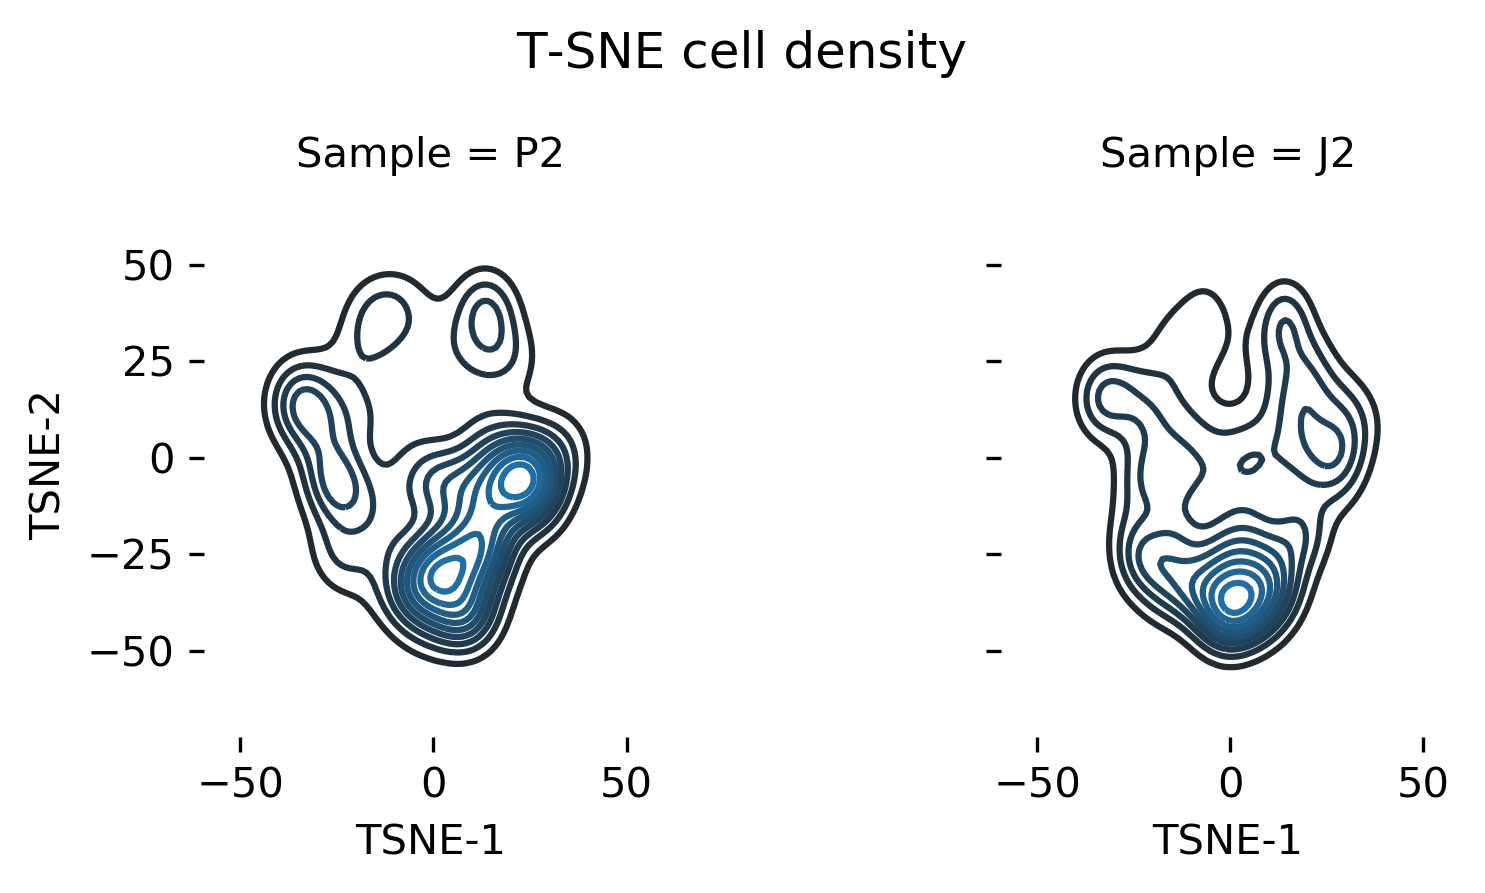 T-SNE cell density
Sample = P2
Sample = J2
50
25
0
−25
−50
TSNE-2
−50 0 50
−50 0 50
TSNE-1
TSNE-1